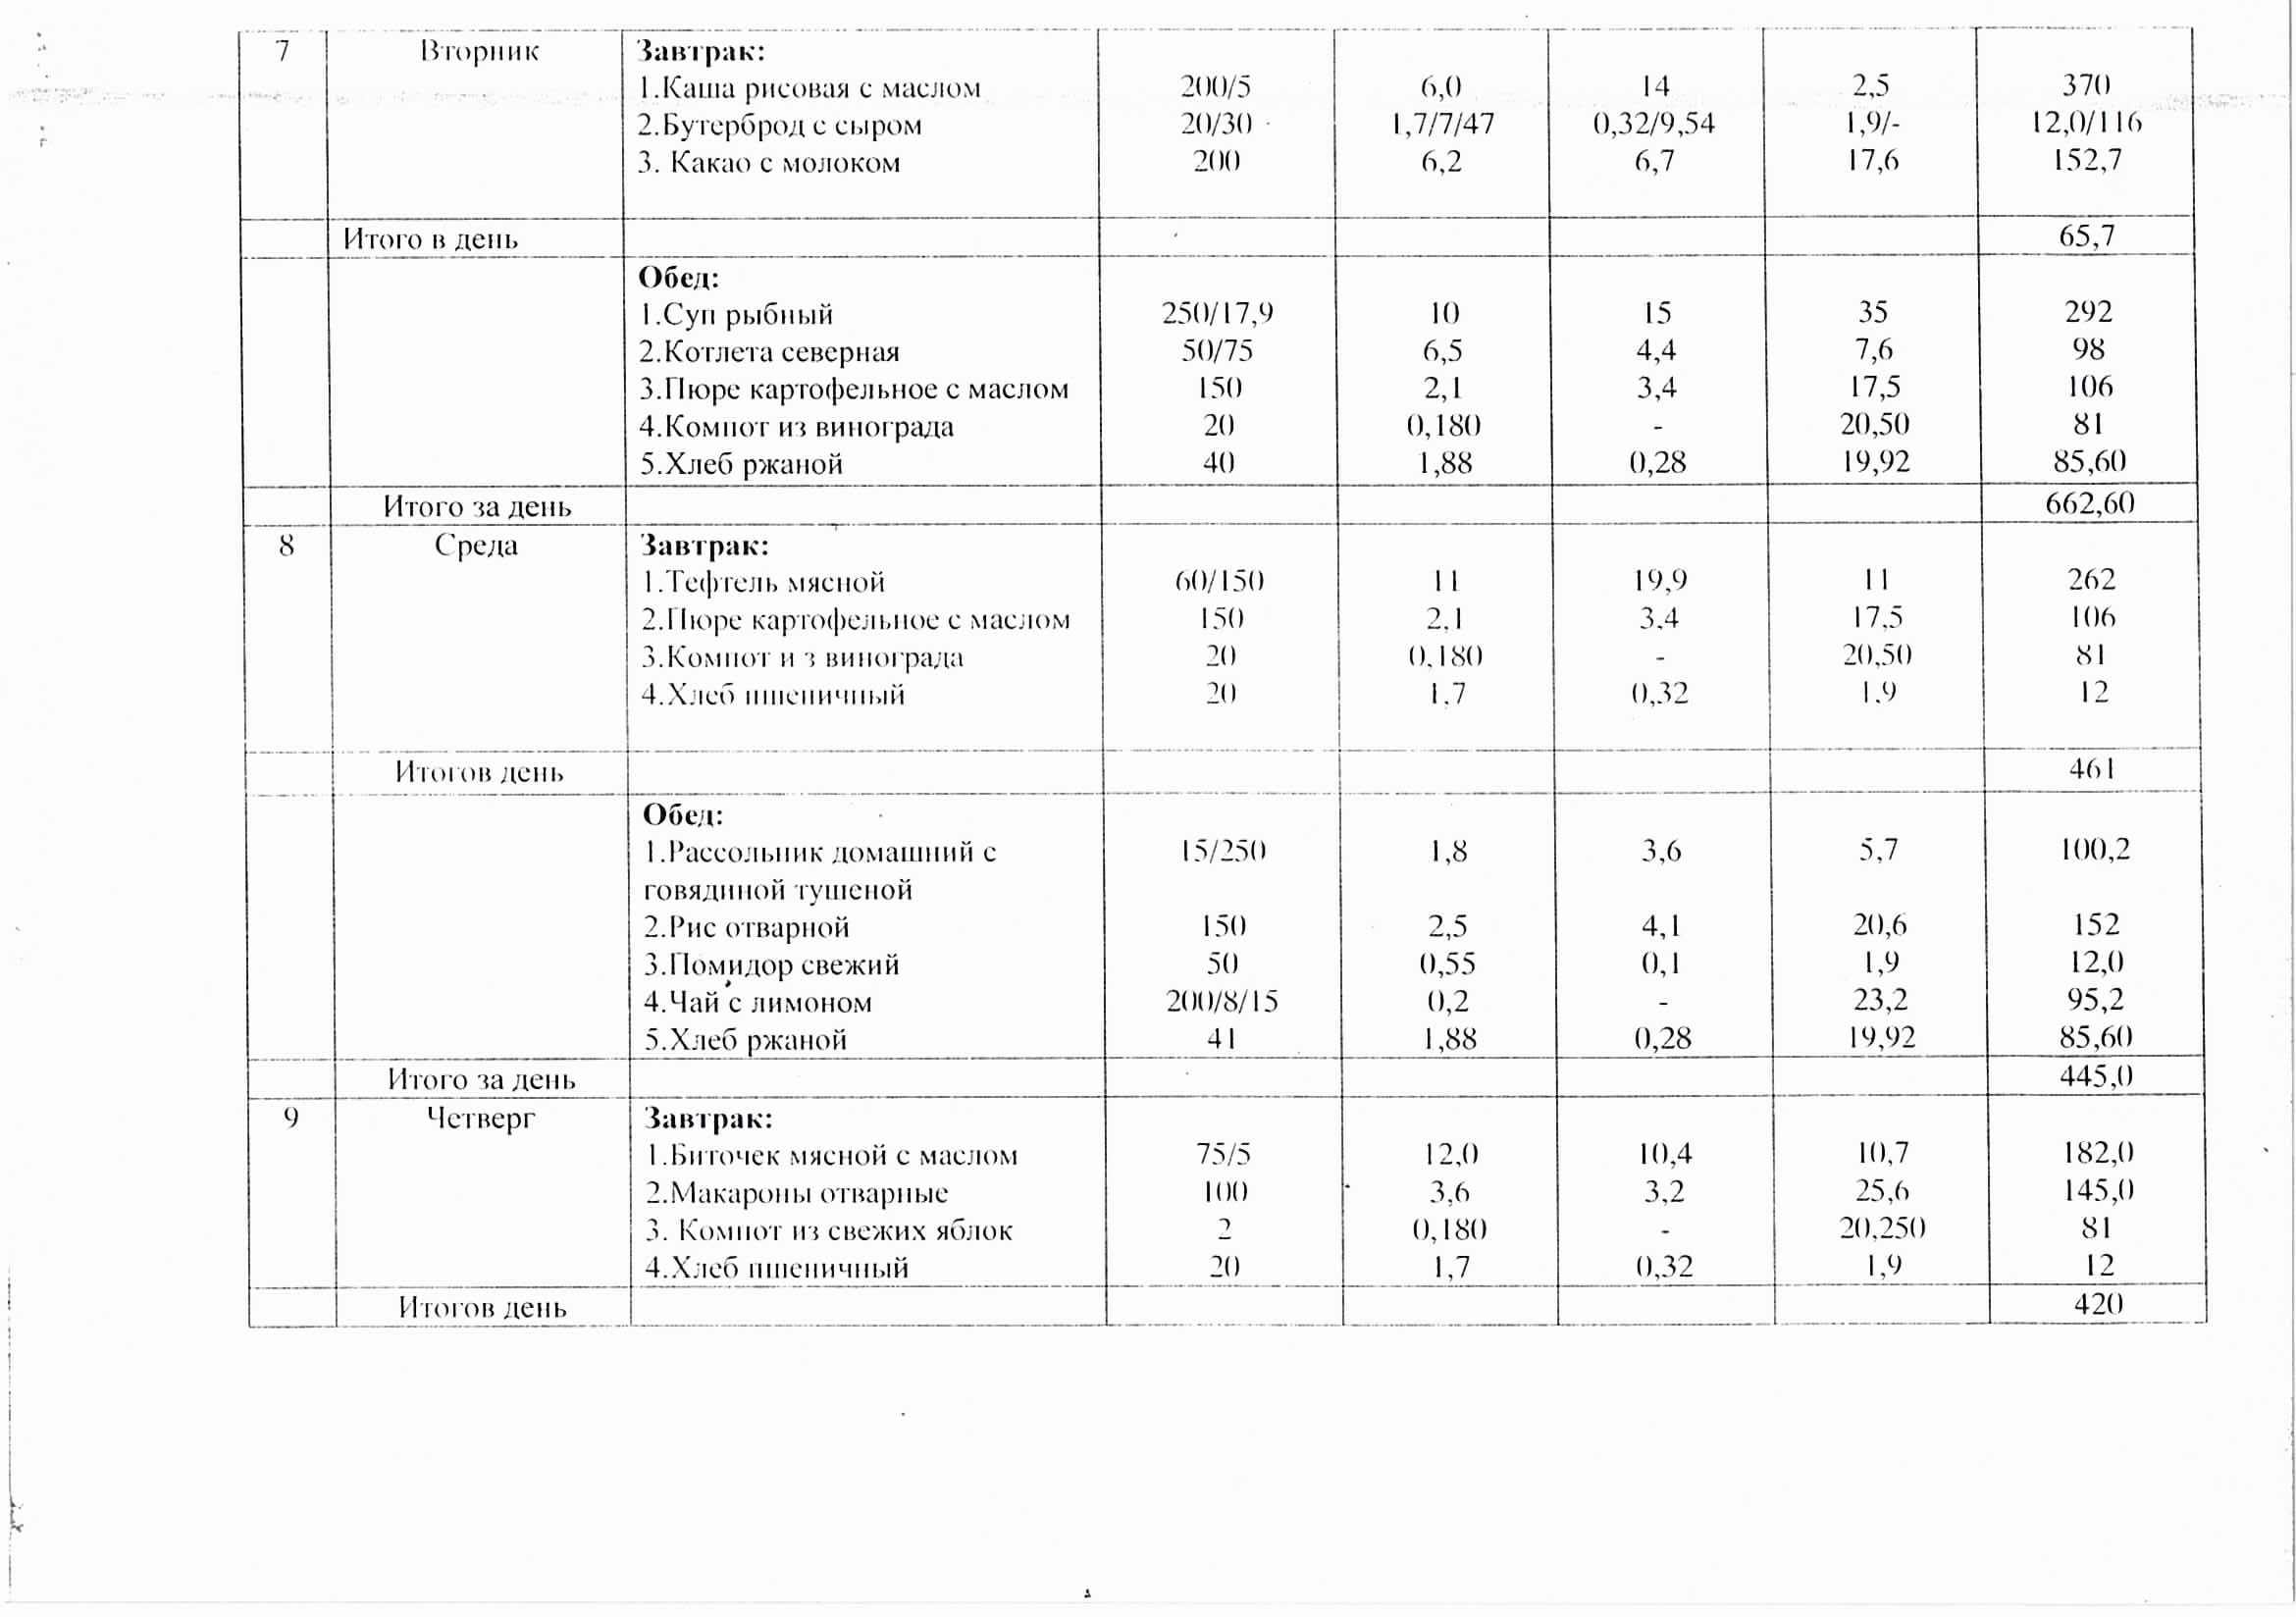 7 Вторник Завтрак:
1.Каша рисовая с маслом 200/5 6,0 14 2,5 370
2.Бутерброд с сыром 20/30 1,7/7/47 0,32/9,54 1,9/- 12,0/116
3. Какао с молоком 200 6,2 6,7 17,6 152,7
Итого в день 65,7
Обед:
1.Суп рыбный 250/17,9 10 15 35 292
2.Котлета северная 50/75 6,5 4,4 7,6 98
3.Пюре картофельное с маслом 150 2,1 3,4 17,5 106
4.Компот из винограда 20 0,180 - 20,50 81
5.Хлеб ржаной 40 1,88 0,28 19,92 85,60
Итого за день 662,60
8 Среда Завтрак:
1.Тефтель мясной 60/150 11 19,9 11 262
2.Пюре картофельное с маслом 150 2,1 3,4 17,5 106
3.Компот и з винограда 20 0,180 - 20,50 81
4.Хлеб пшеничный 20 1,7 0,32 1,9 12
Итогов день 461
Обед:
1.Рассольник домашний с 15/250 1,8 3,6 5,7 100,2
говядиной тушеной
2.Рис отварной 150 2,5 4,1 20,6 152
3.Помидор свежий 50 0,55 0,1 1,9 12,0
4.Чай с лимоном 200/8/15 0,2 - 23,2 95,2
5.Хлеб ржаной 41 1,88 0,28 19,92 85,60
Итого за день 445,0
9 Четверг Завтрак:
1.Биточек мясной с маслом 75/5 12,0 10,4 10,7 182,0
2.Макароны отварные 100 3,6 3,2 25,6 145,0
3. Компот из свежих яблок 2 0,180 - 20,250 81
4.Хлеб пшеничный 20 1,7 0,32 1,9 12
Итогов день 420